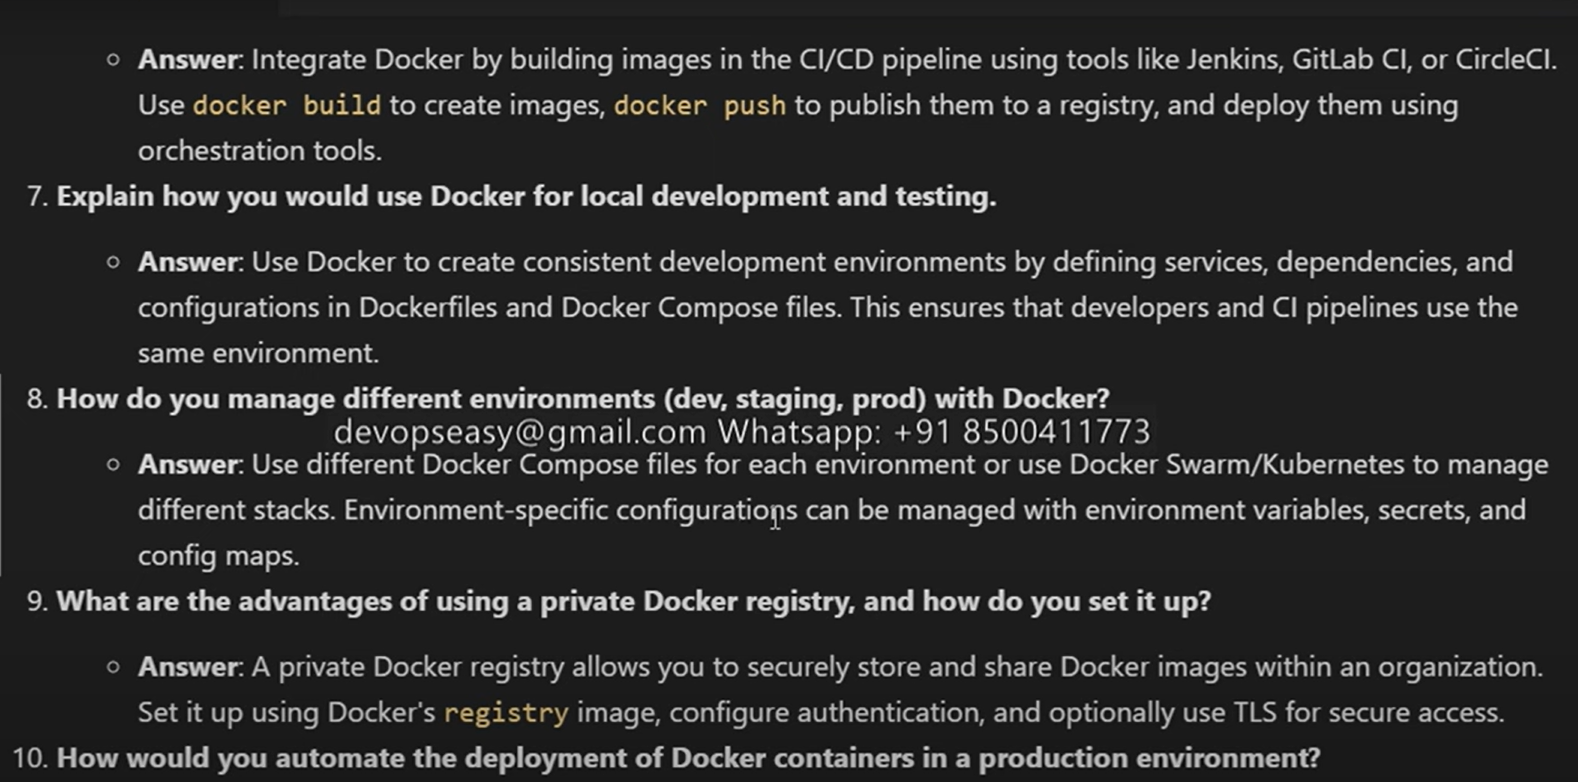 Answer: Integrate Docker by building images in the CI/CD pipeline using tools like Jenkins, GitLab CI, or CircleCI.
Use docker build to create images, docker push to publish them to a registry, and deploy them using
orchestration tools.
7. Explain how you would use Docker for local development and testing.
Answer: Use Docker to create consistent development environments by defining services, dependencies, and
configurations in Dockerfiles and Docker Compose files. This ensures that developers and CI pipelines use the
same environment.
8. How do you manage different environments (dev, staging, prod) with Docker?
devopseasy@gmail.com Whatsapp: +91 8500411773
Answer: Use different Docker Compose files for each environment or use Docker Swarm/Kubernetes to manage
different stacks. Environment-specific configurations can be managed with environment variables, secrets, and
config maps.
9. What are the advantages of using a private Docker registry, and how do you set it up?
Answer: A private Docker registry allows you to securely store and share Docker images within an organization.
Set it up using Docker's registry image, configure authentication, and optionally use TLS for secure access.
10. How would you automate the deployment of Docker containers in a production environment?